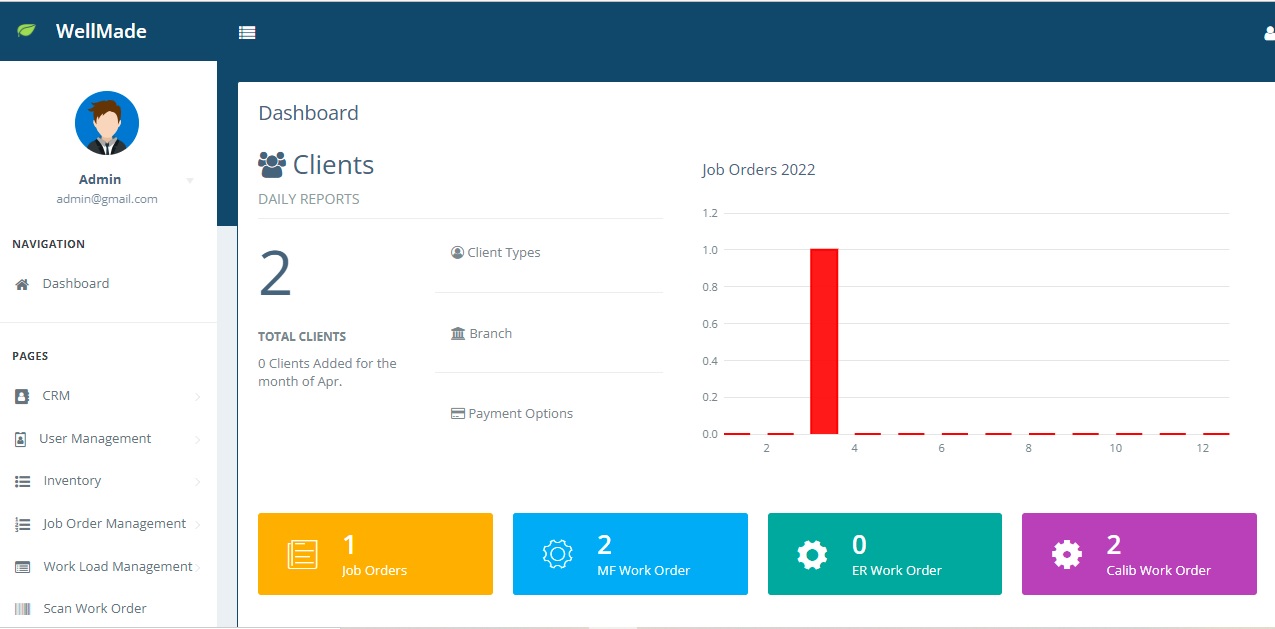 WellMade
Admin
admin@gmail.com
NAVIGATION
Dashboard
PAGES
CRM
User Management
Inventory
Job Order Management
Work Load Management
Scan Work Order
Dashboard
Clients
DAILY REPORTS
2
TOTAL CLIENTS
0 Clients Added for the
month of Apr.
Client Types
Branch
Payment Options
Job Orders 2022
1.2
1.0
0.8
0.6
0.4
0.2
0.0
2 4 6 8 10 12
1
Job Orders
2
MF Work Order
0
ER Work Order
2
Calib Work Order